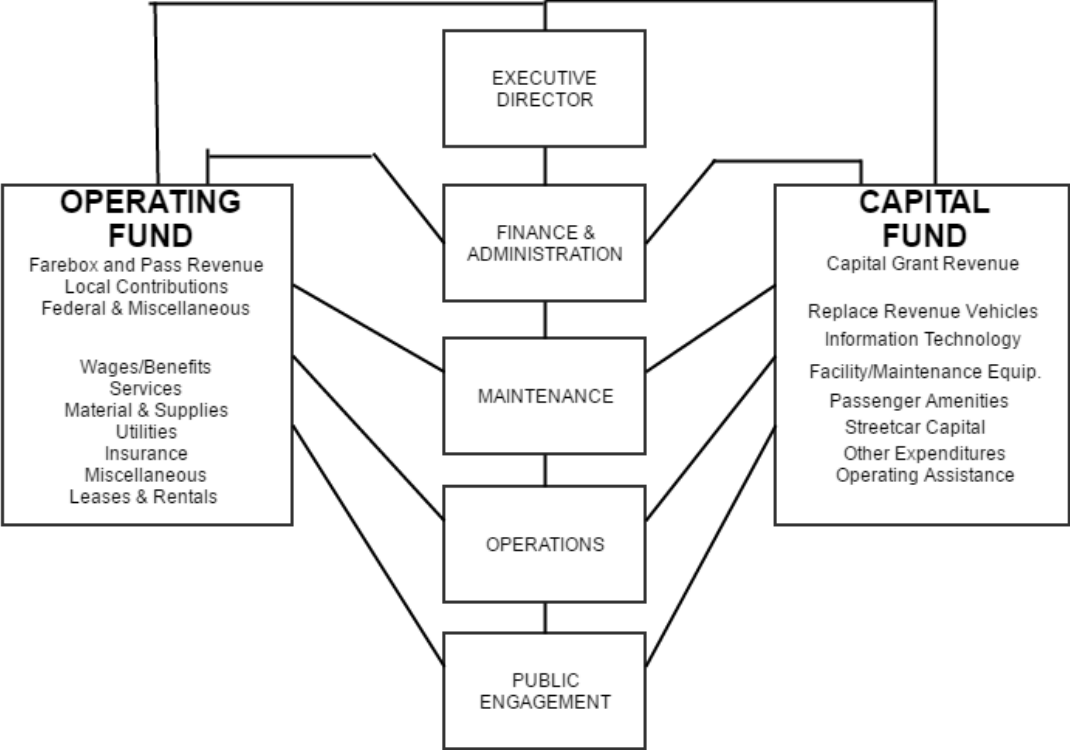 EXECUTIVE
DIRECTOR
OPERATING
FUND
Farebox and Pass Revenue
Local Contributions
Federal & Miscellaneous
Wages/Benefits
Services
Material & Supplies
Utilities
Insurance
Miscellaneous
Leases & Rentals
FINANCE &
ADMINISTRATION
MAINTENANCE
OPERATIONS
PUBLIC
ENGAGEMENT
CAPITAL
FUND
Capital Grant Revenue
Replace Revenue Vehicles
Information Technology
Facility/Maintenance Equip.
Passenger Amenities
Streetcar Capital
Other Expenditures
Operating Assistance